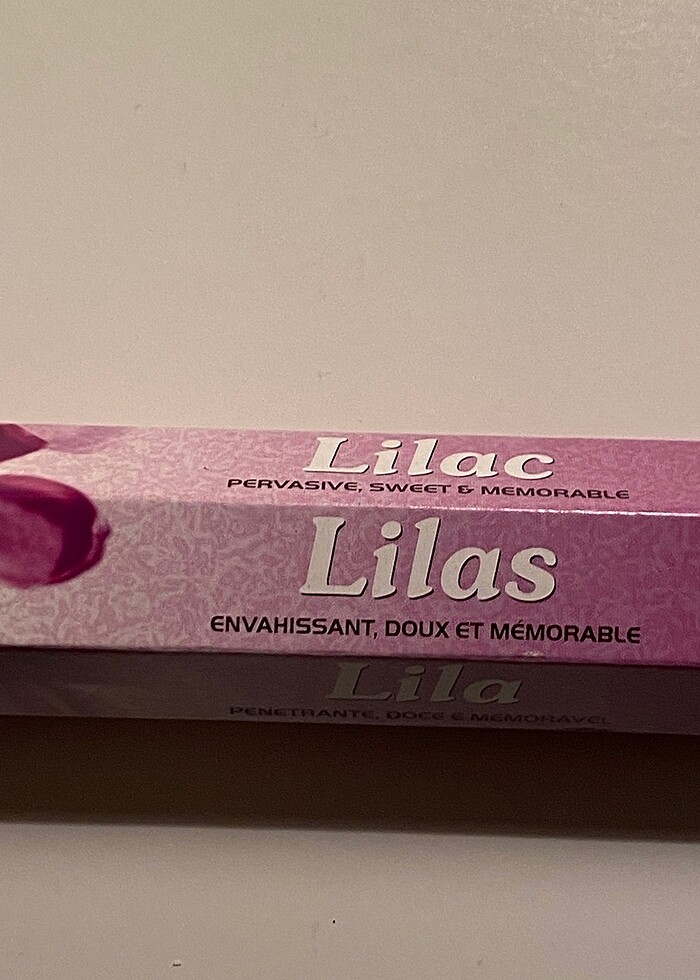 Lilac
PERVASIVE, SWEET & MEMORABLE
Lilas
ENVAHISSANT, DOUX ET MÉMORABLE
Lila
PENETRANTE, DOCE E MEMORAVEL